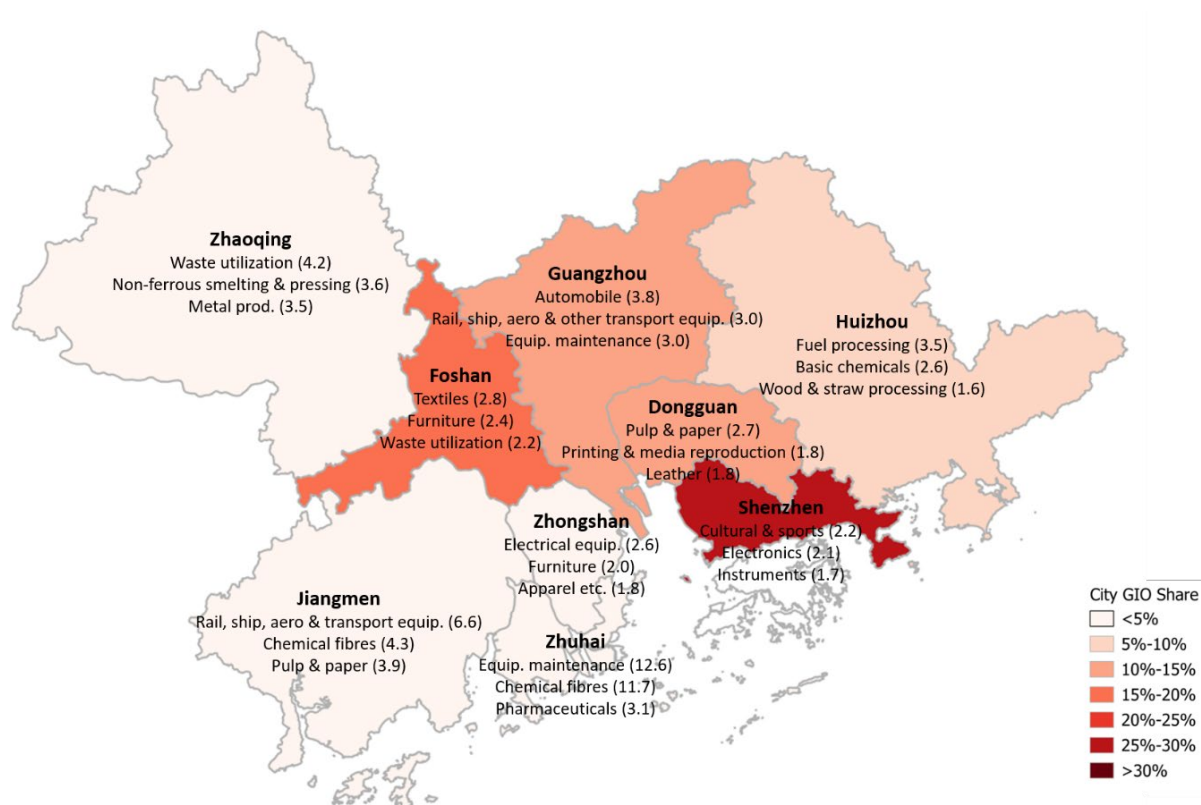 Zhaoqing
Waste utilization (4.2)
Non-ferrous smelting & pressing (3.6)
Metal prod. (3.5)
Guangzhou
Automobile (3.8)
Rail, ship, aero & other transport equip. (3.0)
Equip. maintenance (3.0)
Huizhou
Fuel processing (3.5)
Basic chemicals (2.6)
Wood & straw processing (1.6)
Foshan
Textiles (2.8)
Furniture (2.4)
Waste utilization (2.2)
Dongguan
Pulp & paper (2.7)
Printing & media reproduction (1.8)
Leather (1.8)
Shenzhen
Cultural & sports (2.2)
Electronics (2.1)
Instruments (1.7)
Zhongshan
Electrical equip. (2.6)
Furniture (2.0)
Apparel etc. (1.8)
Jiangmen
Rail, ship, aero & transport equip. (6.6)
Chemical fibres (4.3)
Pulp & paper (3.9)
Zhuhai
Equip. maintenance (12.6)
Chemical fibres (11.7)
Pharmaceuticals (3.1)
City GIO Share
<5%
5%-10%
10%-15%
15%-20%
20%-25%
25%-30%
>30%